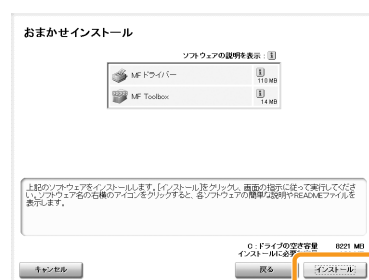 おまかせインストール
ソフトウェアの説明を表示 : i
MF ドライバー
i
110 MB
MF Toolbox
i
14 MB
上記のソフトウェアをインストールします。[インストール]をクリックし、画面の指示に従って実行してくださ
い。ソフトウェア名の右横のアイコンをクリックすると、各ソフトウェアの簡単な説明やREADMEファイルを
表示します。
C : ドライブの空き容量 8221 MB
インストールに必要
キャンセル
戻る
インストール